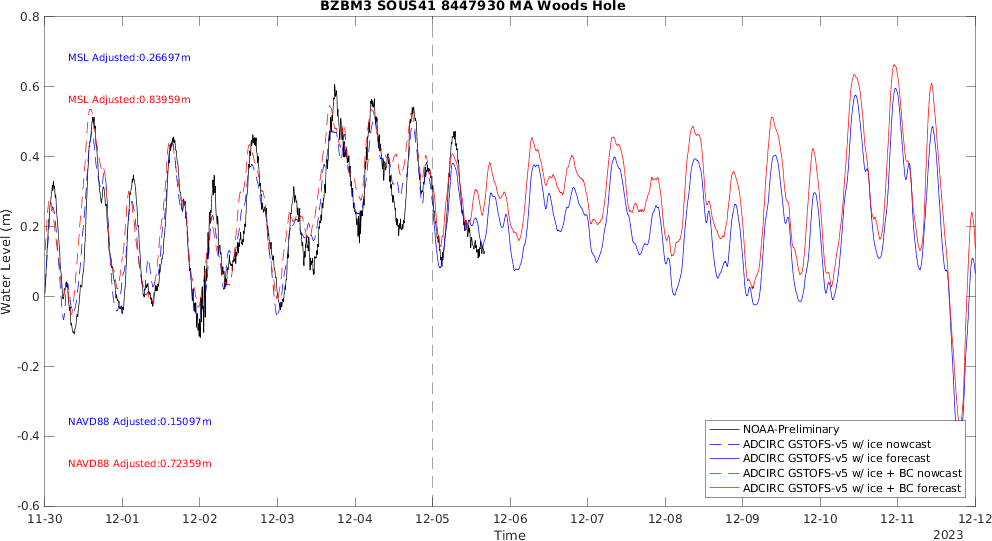 BZBM3 SOUS41 8447930 MA Woods Hole
MSL Adjusted:0.26697m
MSL Adjusted:0.83959m
NAVD88 Adjusted:0.15097m
NAVD88 Adjusted:0.72359m
Water Level (m)
0.8
0.6
0.4
0.2
0
-0.2
-0.4
-0.6
NOAA-Preliminary
ADCIRC GSTOFS-v5 w/ ice nowcast
ADCIRC GSTOFS-v5 w/ ice forecast
ADCIRC GSTOFS-v5 w/ ice + BC nowcast
ADCIRC GSTOFS-v5 w/ ice + BC forecast
11-30 12-01 12-02 12-03 12-04 12-05 12-06 12-07 12-08 12-09 12-10 12-11 12-12
Time
2023